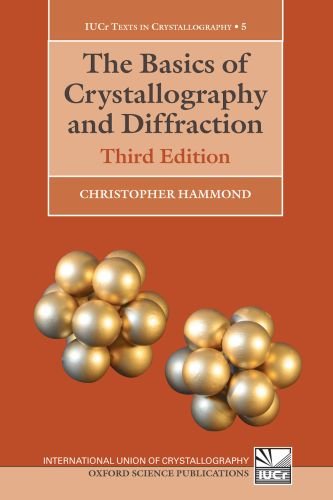 IUCr Texts in Crystallography • 5
The Basics of
Crystallography
and Diffraction
Third Edition
CHRISTOPHER HAMMOND
INTERNATIONAL UNION OF CRYSTALLOGRAPHY
OXFORD SCIENCE PUBLICATIONS
IUCr